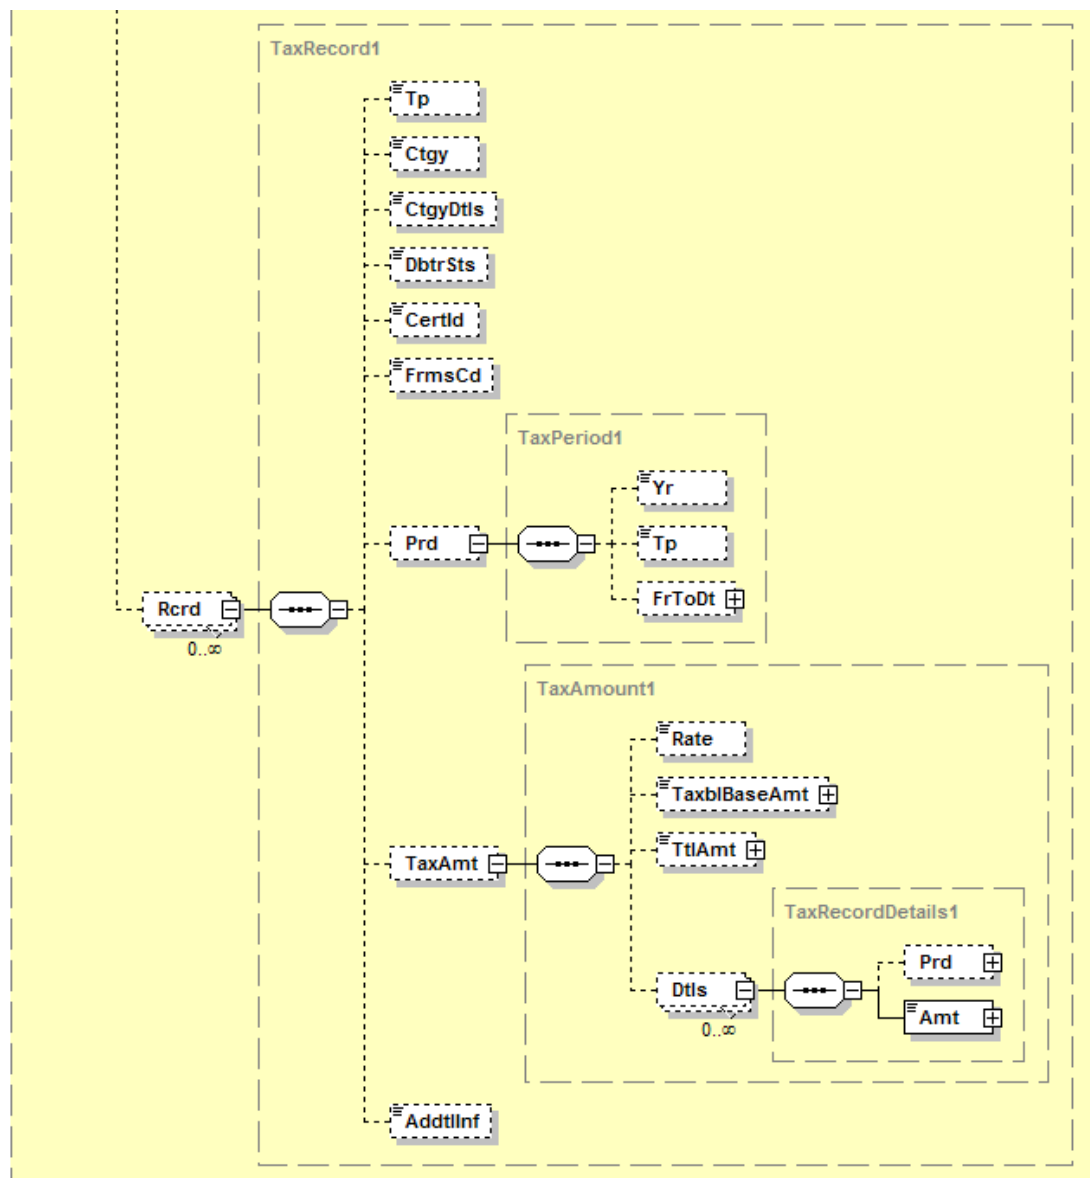 TaxRecord1
Tp
Ctgy
CtgyDtls
DbtrSts
CertId
FrmsCd
TaxPeriod1
Yr
Prd
Tp
FrToDt
Rcrd
0..∞
TaxAmount1
Rate
TaxblBaseAmt
TtlAmt
TaxAmt
TaxRecordDetails1
Prd
Dtls
Amt
0..∞
AddtlInf